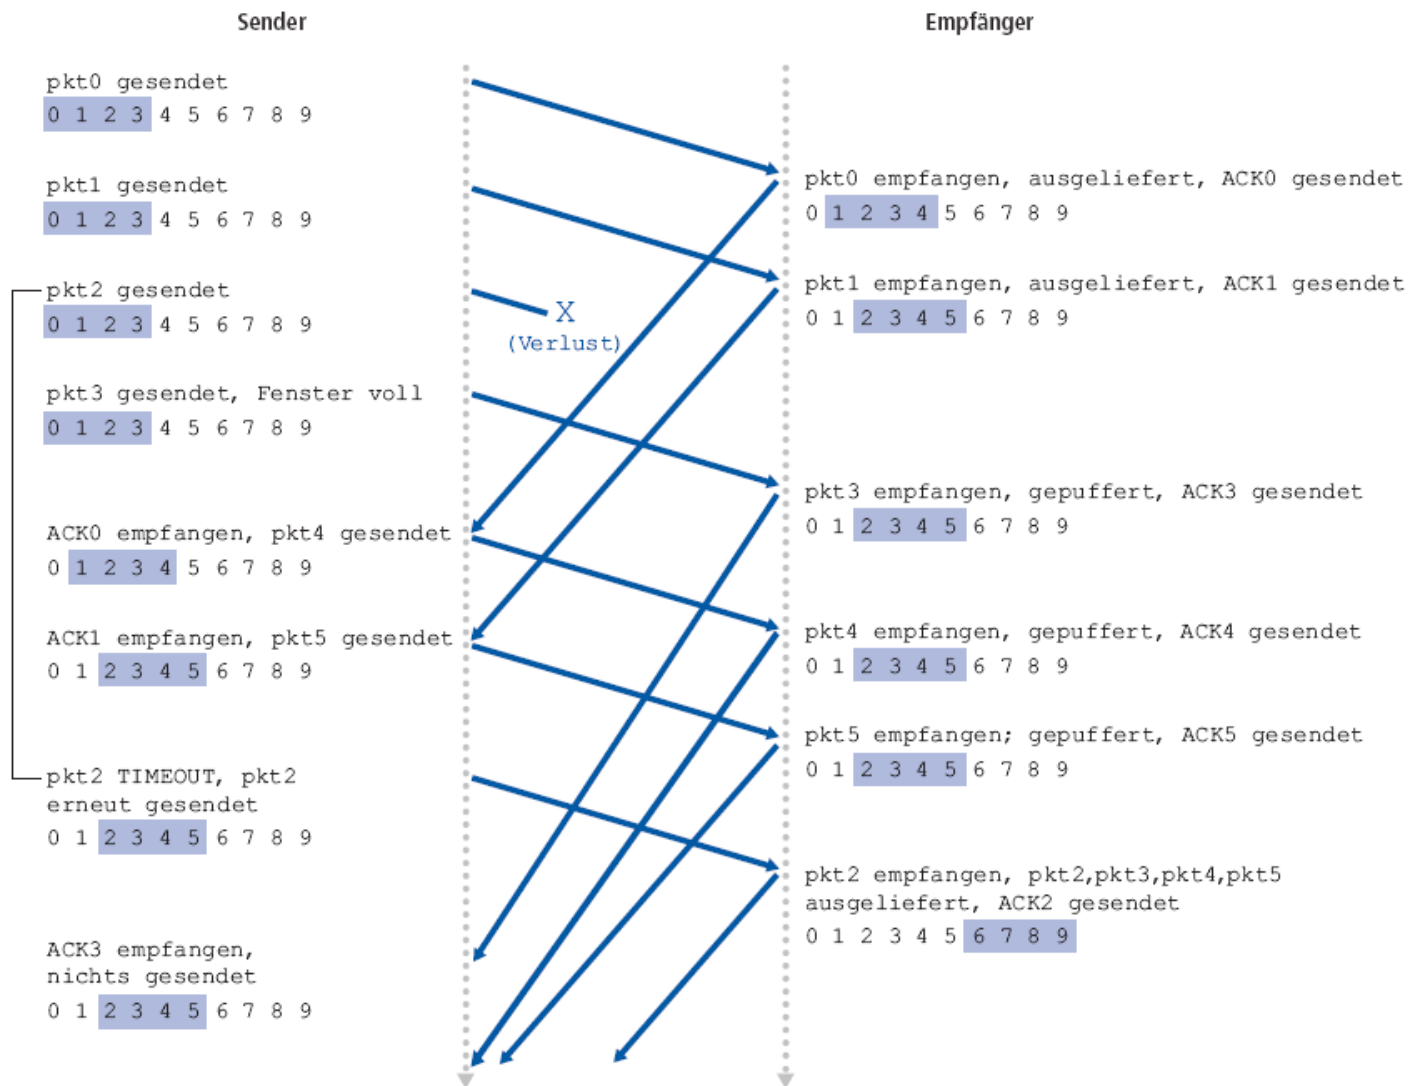 Sender
Empfänger
pkt0 gesendet
0 1 2 3 4 5 6 7 8 9
pkt0 empfangen, ausgeliefert, ACK0 gesendet
0 1 2 3 4 5 6 7 8 9
pkt1 gesendet
0 1 2 3 4 5 6 7 8 9
pkt1 empfangen, ausgeliefert, ACK1 gesendet
0 1 2 3 4 5 6 7 8 9
pkt2 gesendet
0 1 2 3 4 5 6 7 8 9
X
(Verlust)
pkt3 gesendet, Fenster voll
0 1 2 3 4 5 6 7 8 9
pkt3 empfangen, gepuffert, ACK3 gesendet
0 1 2 3 4 5 6 7 8 9
ACK0 empfangen, pkt4 gesendet
0 1 2 3 4 5 6 7 8 9
pkt4 empfangen, gepuffert, ACK4 gesendet
0 1 2 3 4 5 6 7 8 9
ACK1 empfangen, pkt5 gesendet
0 1 2 3 4 5 6 7 8 9
pkt5 empfangen; gepuffert, ACK5 gesendet
0 1 2 3 4 5 6 7 8 9
pkt2 TIMEOUT, pkt2
erneut gesendet
0 1 2 3 4 5 6 7 8 9
pkt2 empfangen, pkt2,pkt3,pkt4,pkt5
ausgeliefert, ACK2 gesendet
0 1 2 3 4 5 6 7 8 9
ACK3 empfangen,
nichts gesendet
0 1 2 3 4 5 6 7 8 9